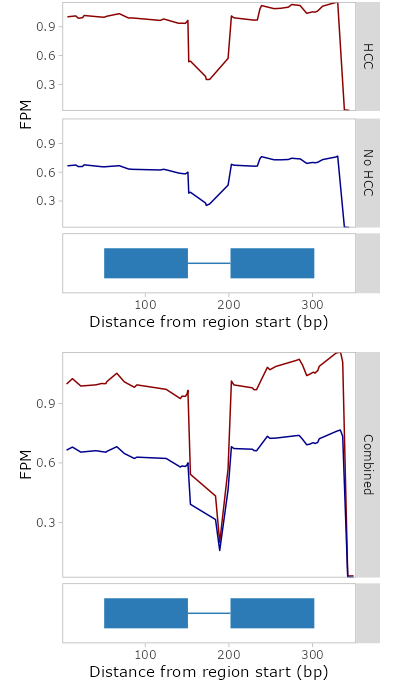 0.9
0.6
0.3
HCC
FPM
0.9
0.6
0.3
No HCC
100
200
300
Distance from region start (bp)
0.9
0.6
0.3
FPM
Combined
100
200
300
Distance from region start (bp)